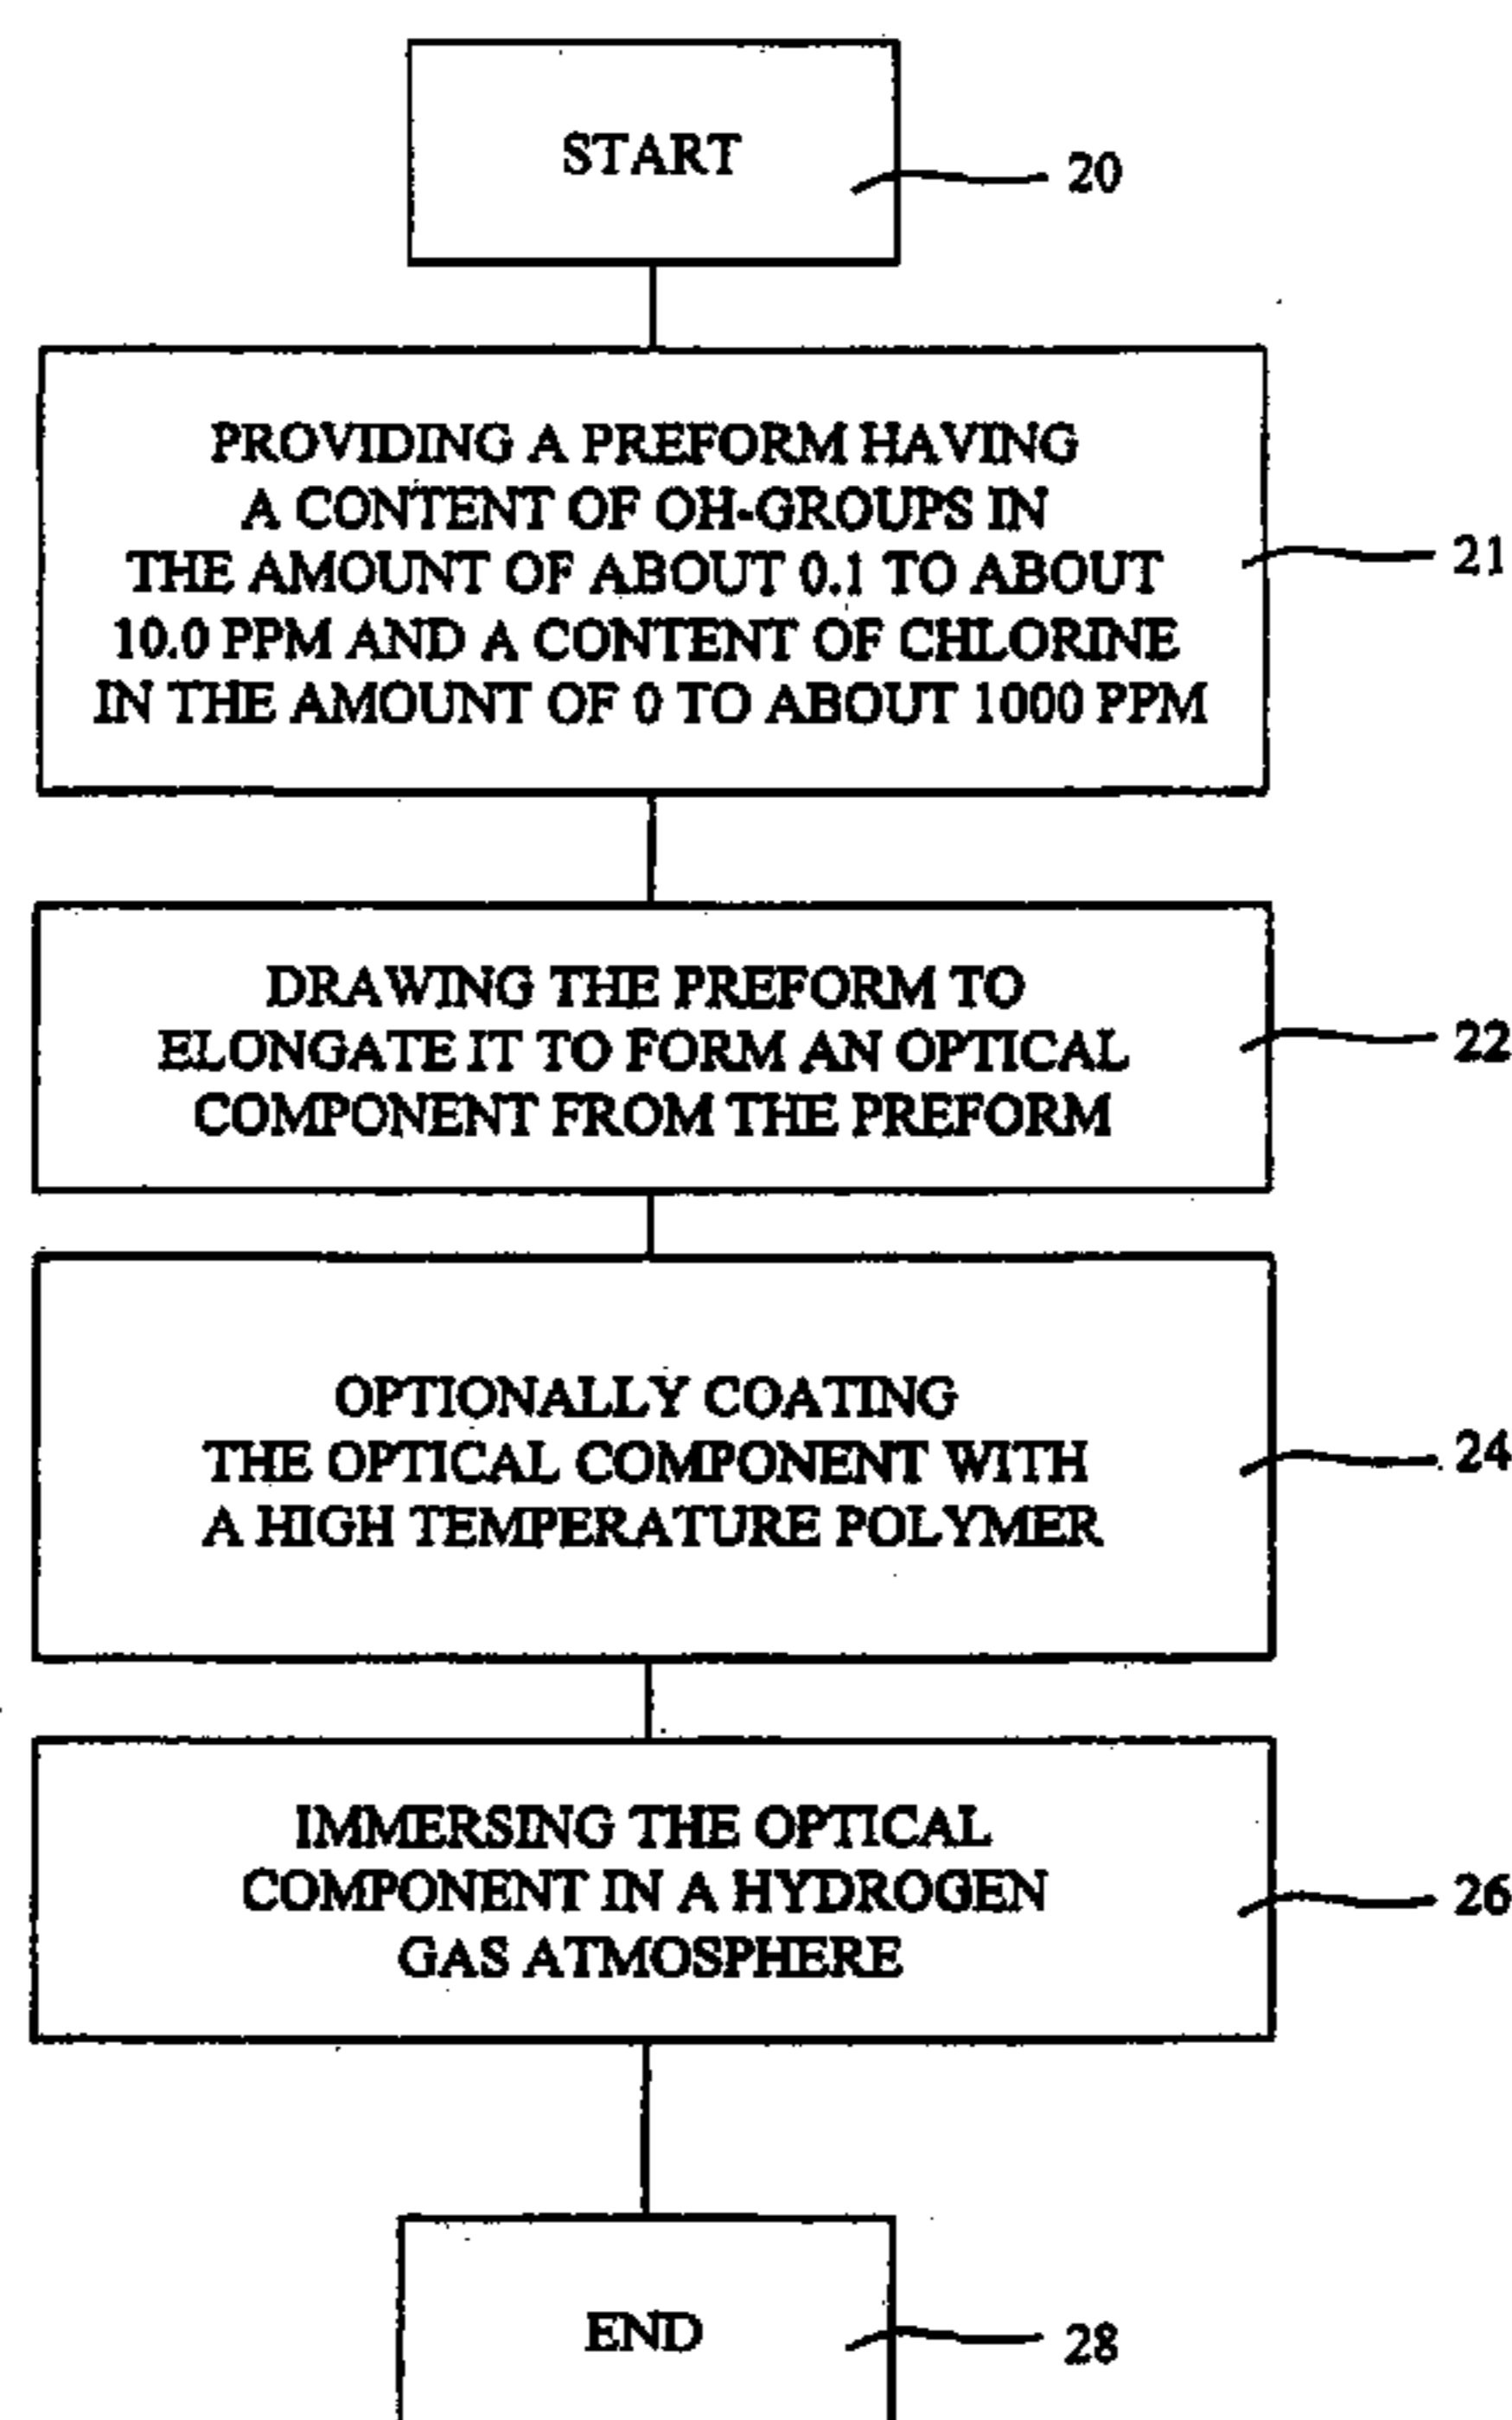 START
20
PROVIDING A PREFORM HAVING
A CONTENT OF OH-GROUPS IN
THE AMOUNT OF ABOUT 0.1 TO ABOUT
10.0 PPM AND A CONTENT OF CHLORINE
IN THE AMOUNT OF 0 TO ABOUT 1000 PPM
21
DRAWING THE PREFORM TO
ELONGATE IT TO FORM AN OPTICAL
COMPONENT FROM THE PREFORM
22
OPTIONALLY COATING
THE OPTICAL COMPONENT WITH
A HIGH TEMPERATURE POLYMER
24
IMMERSING THE OPTICAL
COMPONENT IN A HYDROGEN
GAS ATMOSPHERE
26
END
28